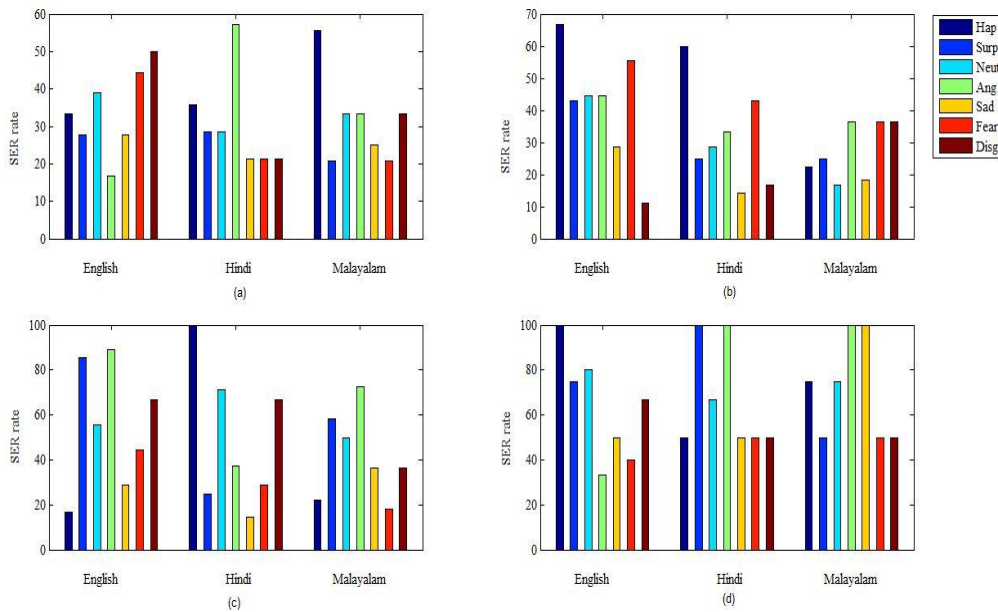 60
50
40
30
20
10
0
SER rate
English Hindi Malayalam
(a)
70
60
50
40
30
20
10
0
SER rate
English Hindi Malayalam
(b)
Hap
Surp
Neut
Ang
Sad
Fear
Disg
100
80
60
40
20
0
SER rate
English Hindi Malayalam
(c)
100
80
60
40
20
0
SER rate
English Hindi Malayalam
(d)